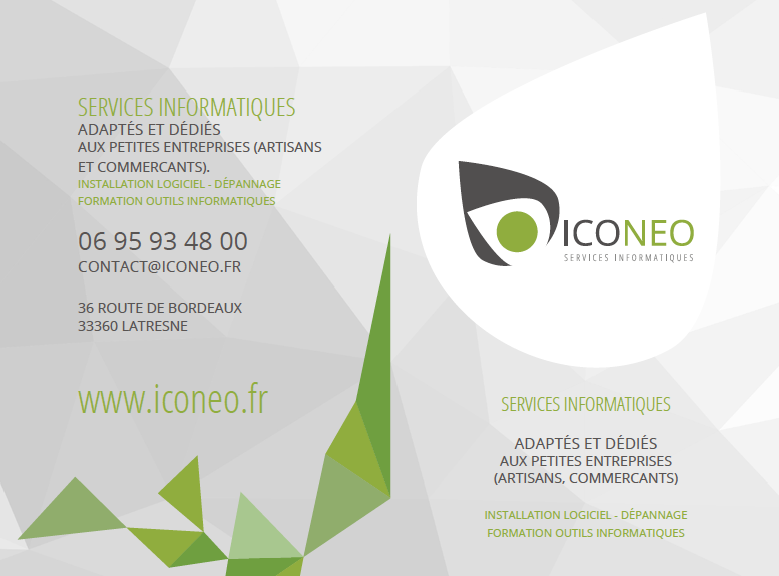 SERVICES INFORMATIQUES
ADAPTÉS ET DÉDIÉS
AUX PETITES ENTREPRISES (ARTISANS
ET COMMERCANTS).
INSTALLATION LOGICIEL - DÉPANNAGE
FORMATION OUTILS INFORMATIQUES
06 95 93 48 00
CONTACT@ICONEO.FR
36 ROUTE DE BORDEAUX
33360 LATRESNE
www.iconeo.fr
ICONEO
SERVICES INFORMATIQUES
SERVICES INFORMATIQUES
ADAPTÉS ET DÉDIÉS
AUX PETITES ENTREPRISES
(ARTISANS, COMMERCANTS)
INSTALLATION LOGICIEL - DÉPANNAGE
FORMATION OUTILS INFORMATIQUES